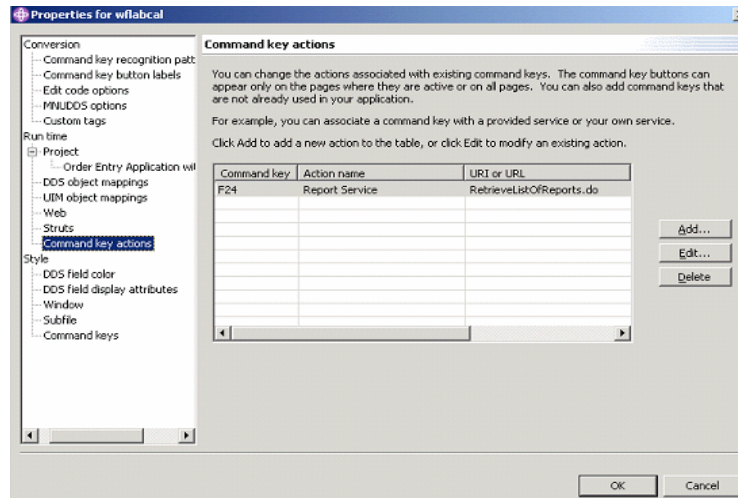 Properties for wflabcal
Conversion
Command key recognition patt
Command key button labels
Edit code options
MNUDDS options
Custom tags
Run time
Project
Order Entry Application wil
DDS object mappings
UIM object mappings
Web
Struts
Command key actions
Style
DDS field color
DDS field display attributes
Window
Subfile
Command keys
Command key actions
You can change the actions associated with existing command keys. The command key buttons can
appear only on the pages where they are active or on all pages. You can also add command keys that
are not already used in your application.
For example, you can associate a command key with a provided service or your own service.
Click Add to add a new action to the table, or click Edit to modify an existing action.
Command key Action name URI or URL
F24 Report Service RetrieveListOfReports.do
Add...
Edit...
Delete
OK Cancel